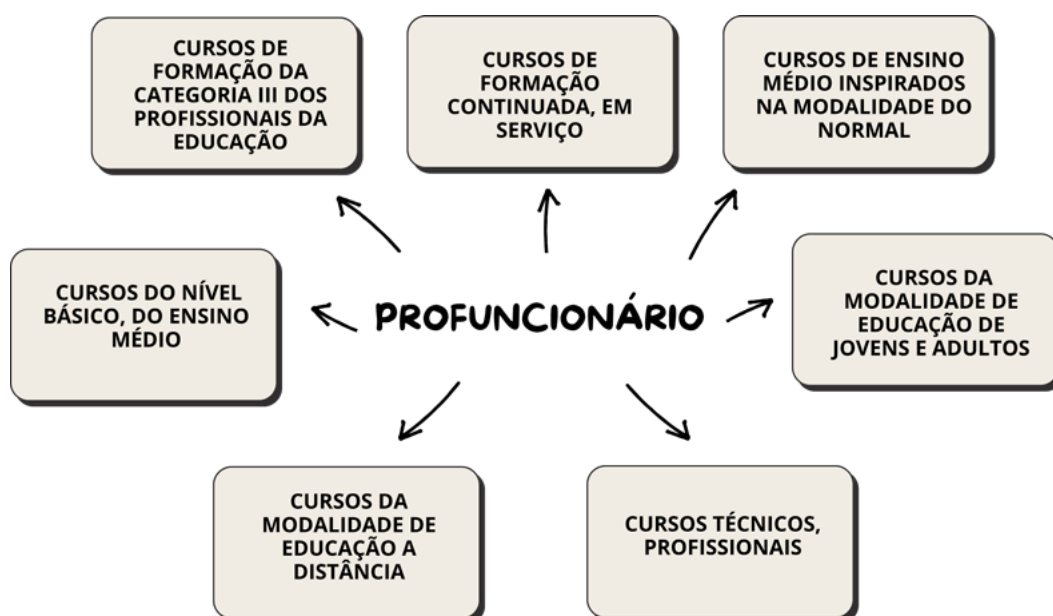 CURSOS DE
FORMAÇÃO DA
CATEGORIA III DOS
PROFISSIONAIS DA
EDUCAÇÃO
CURSOS DE
FORMAÇÃO
CONTINUADA, EM
SERVIÇO
CURSOS DE ENSINO
MÉDIO INSPIRADOS
NA MODALIDADE DO
NORMAL
CURSOS DO NÍVEL
BÁSICO, DO ENSINO
MÉDIO
PROFUNCIONÁRIO
CURSOS DA
MODALIDADE DE
EDUCAÇÃO DE
JOVENS E ADULTOS
CURSOS DA
MODALIDADE DE
EDUCAÇÃO A
DISTÂNCIA
CURSOS TÉCNICOS,
PROFISSIONAIS